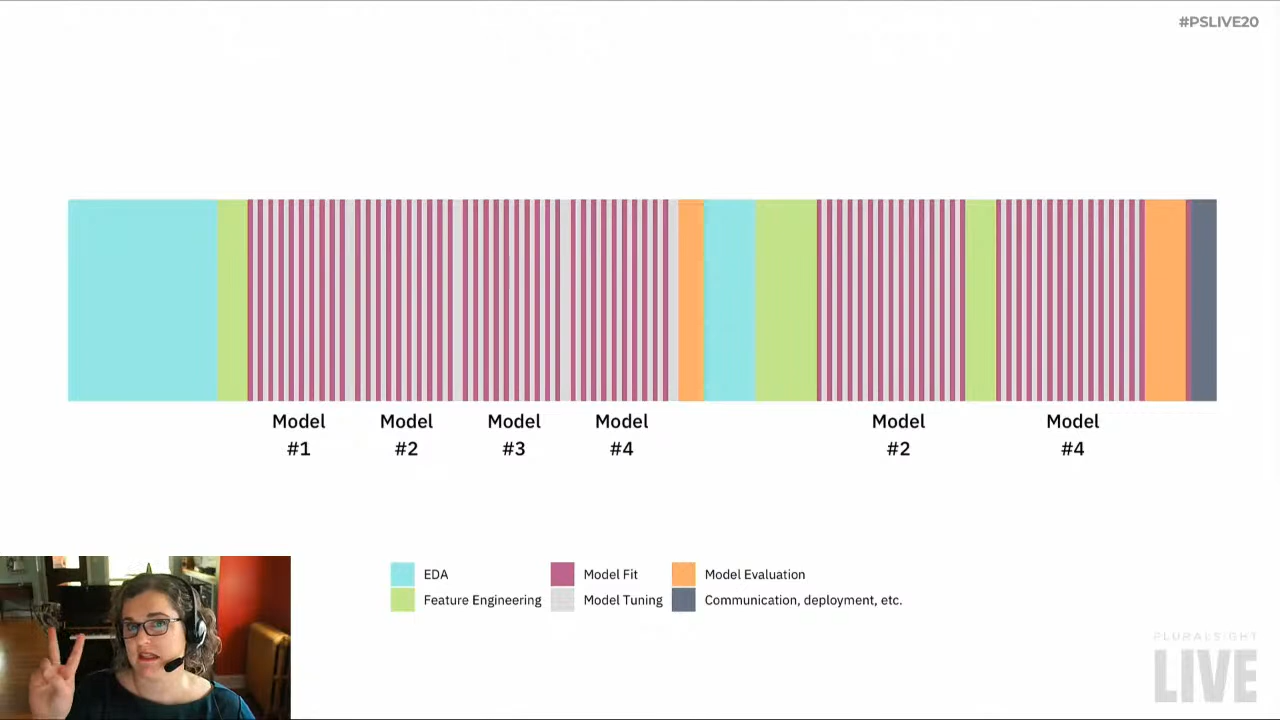 #PSLIVE20
Model
#1
Model
#2
Model
#3
Model
#4
Model
#2
Model
#4
EDA
Feature Engineering
Model Fit
Model Tuning
Model Evaluation
Communication, deployment, etc.
PLURALSIGHT
LIVE